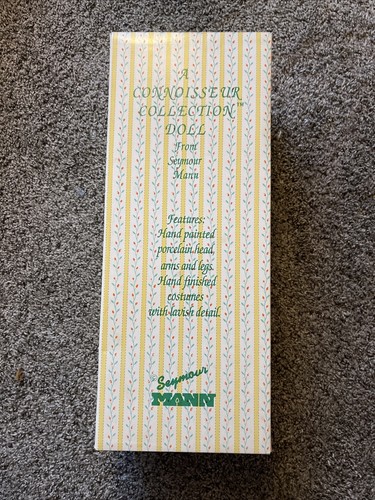 A
CONNOISSEUR
COLLECTION™
DOLL
From
Seymour
Mann
Features:
Hand painted
porcelain head,
arms and legs.
Hand finished
costumes
with lavish detail.
Seymour
MANN